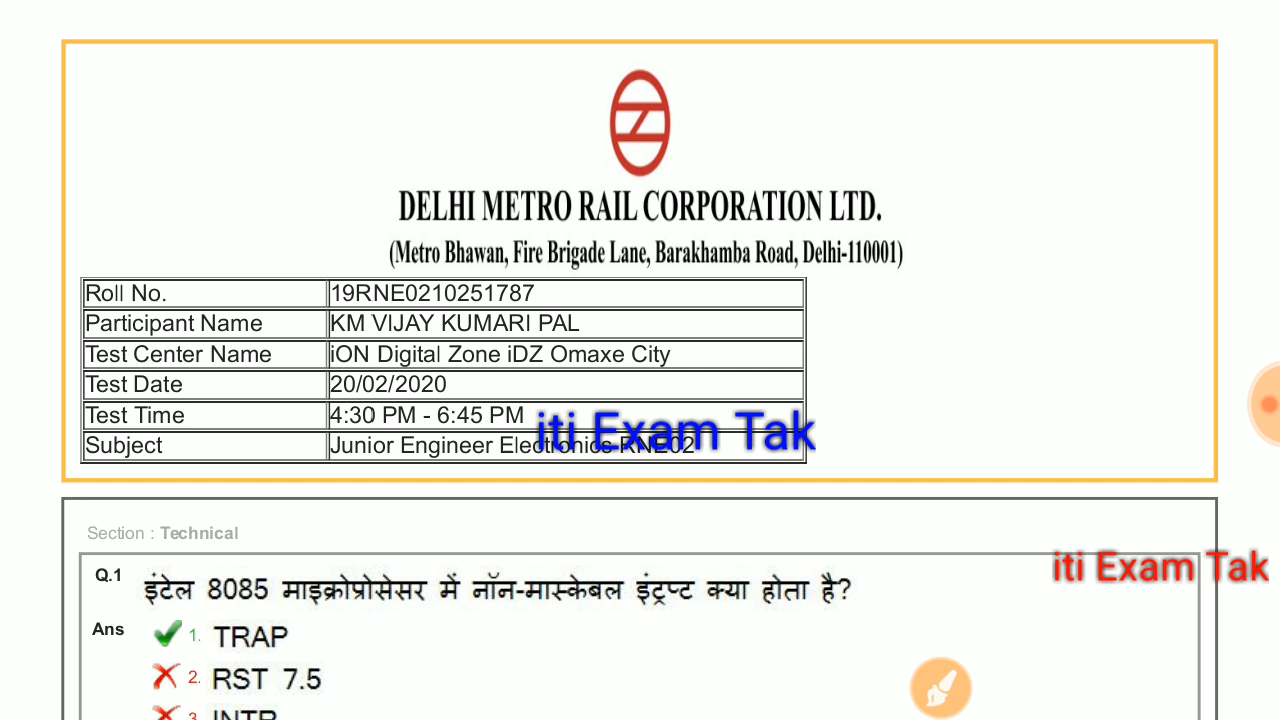 DELHI METRO RAIL CORPORATION LTD.
(Metro Bhawan, Fire Brigade Lane, Barakhamba Road, Delhi-110001)
Roll No. 19RNE0210251787
Participant Name KM VIJAY KUMARI PAL
Test Center Name iON Digital Zone iDZ Omaxe City
Test Date 20/02/2020
Test Time 4:30 PM - 6:45 PM
iti Exam Tak
Subject Junior Engineer Electronics RNE02
Section : Technical
iti Exam Tak
Q.1 इंटेल 8085 माइक्रोप्रोसेसर में नॉन-मास्केबल इंट्रप्ट क्या होता है?
Ans 1. TRAP
2. RST 7.5
3. INTR